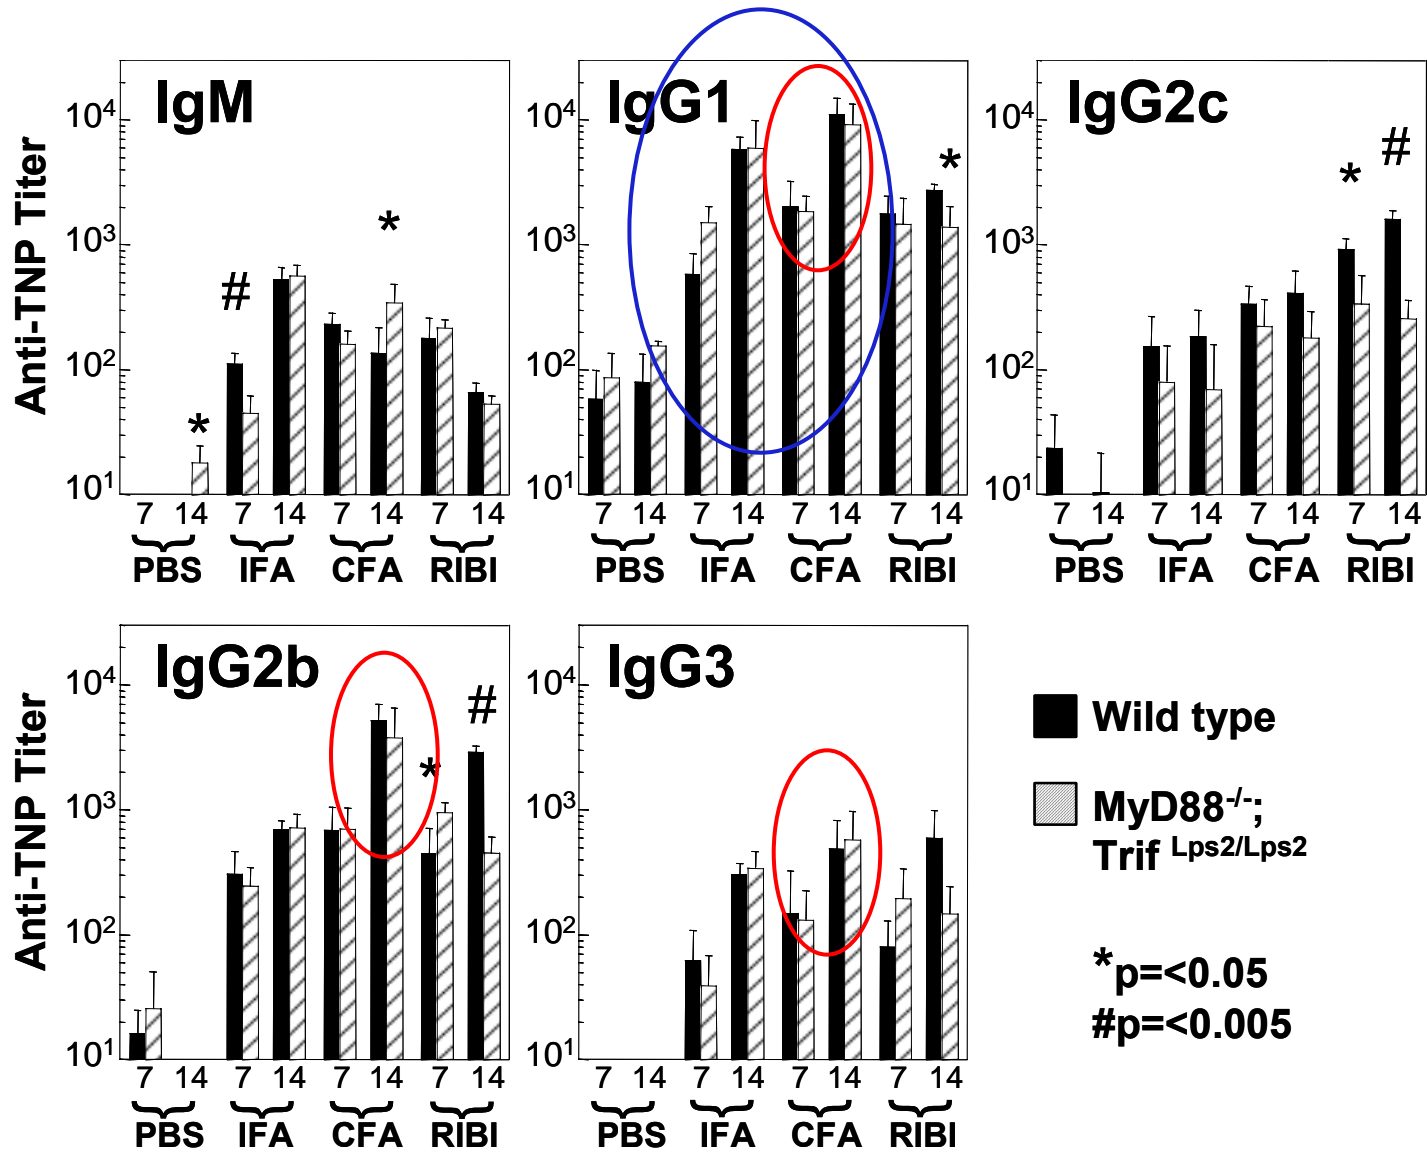 IgM
IgG1
IgG2c
Anti-TNP Titer
10⁴
10³
10²
10¹
#
*
*
7 14 7 14 7 14 7 14
PBS IFA CFA RIBI
10⁴
10³
10²
10¹
*
7 14 7 14 7 14 7 14
PBS IFA CFA RIBI
10⁴
10³
10²
10¹
*
#
7 14 7 14 7 14 7 14
PBS IFA CFA RIBI
IgG2b
IgG3
Anti-TNP Titer
10⁴
10³
10²
10¹
*
#
7 14 7 14 7 14 7 14
PBS IFA CFA RIBI
10⁴
10³
10²
10¹
7 14 7 14 7 14 7 14
PBS IFA CFA RIBI
Wild type
MyD88-/-;
Trif Lps2/Lps2
*p=<0.05
#p=<0.005